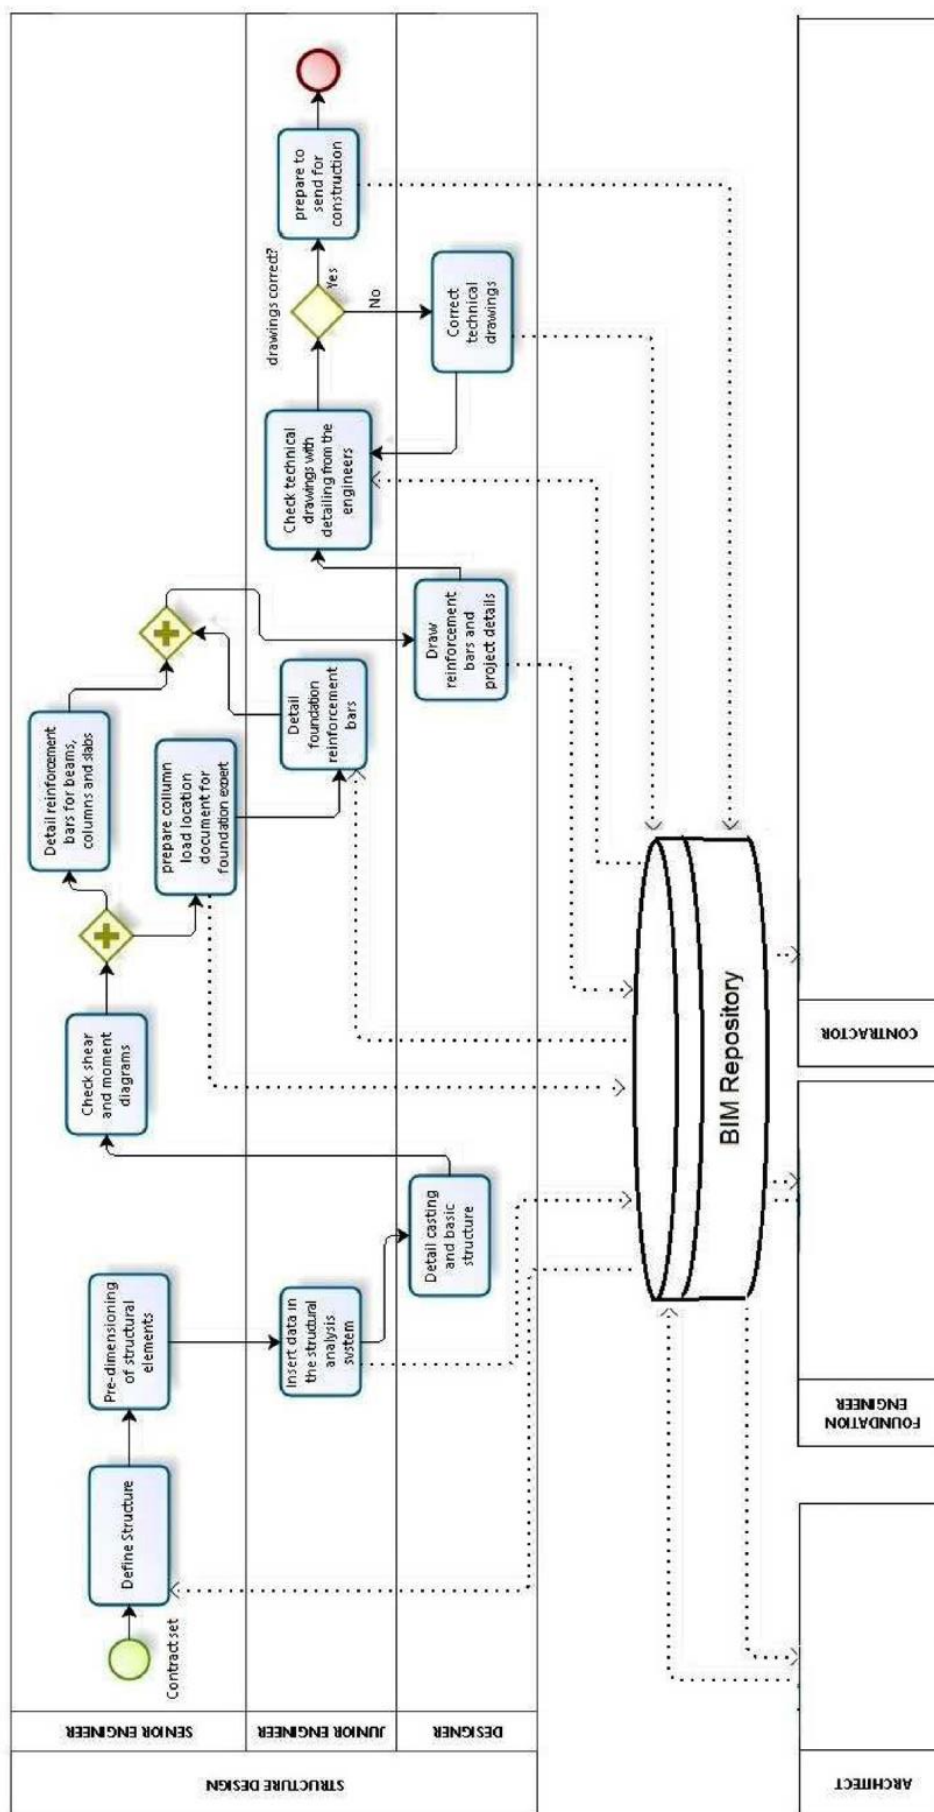 STRUCTURE DESIGN
SENIOR ENGINEER
JUNIOR ENGINEER
DESIGNER
Contract set
Define Structure
Pre-dimensioning
of structural
elements
Insert data in
the structural
analysis
system
Detail casting
and basic
structure
Check shear
and moment
diagrams
Detail reinforcement
bars for beams,
columns and slabs
prepare column
load location
document for
foundation expert
Detail
foundation
reinforcement
bars
Draw
reinforcement
bars and
project details
Check technical
drawings with
detailing from the
engineers
drawings correct?
Yes
No
Correct
technical
drawings
prepare to
send for
construction
BIM Repository
ARCHITECT
FOUNDATION
ENGINEER
CONTRACTOR